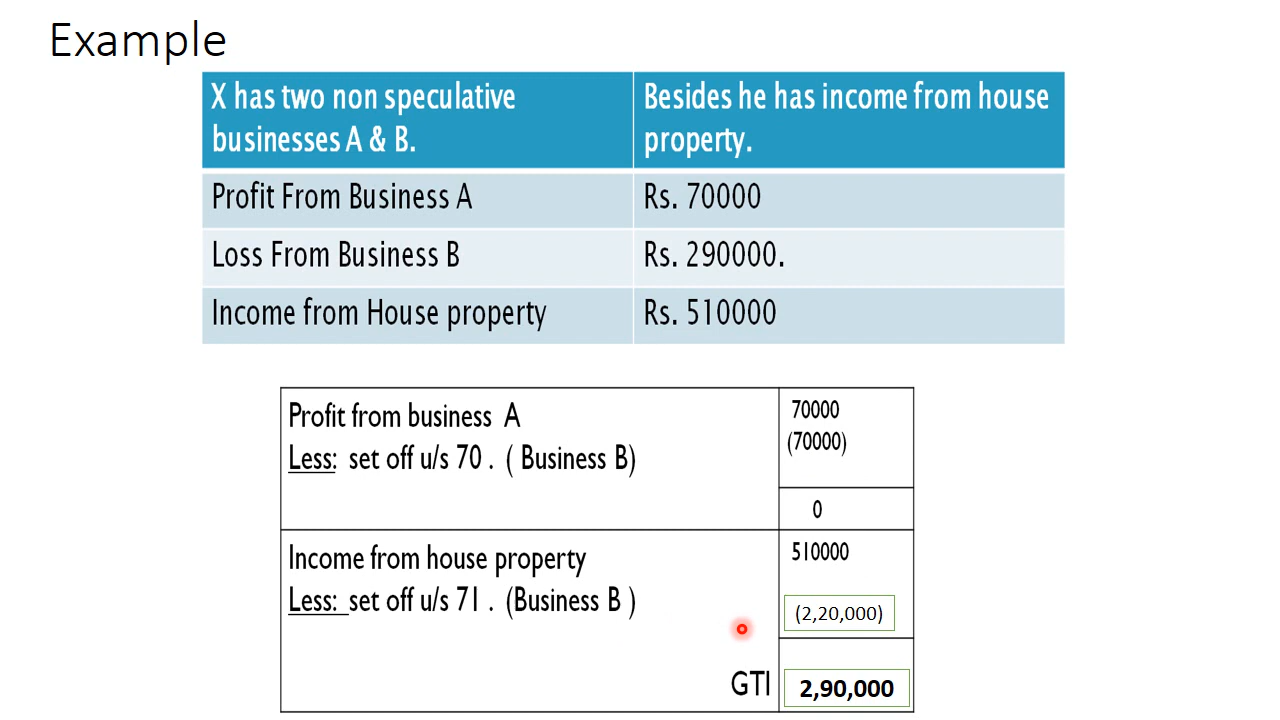 Example
X has two non speculative
businesses A & B.
Besides he has income from house
property.
Profit From Business A
Rs. 70000
Loss From Business B
Rs. 290000.
Income from House property
Rs. 510000
Profit from business A
70000
Less: set off u/s 70 . ( Business B)
(70000)
0
Income from house property
510000
Less: set off u/s 71 . (Business B )
(2,20,000)
GTI
2,90,000